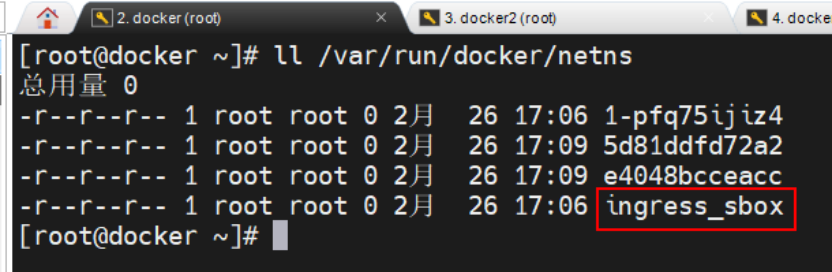 2. docker (root)
3. docker2 (root)
4. docke
[root@docker ~]# ll /var/run/docker/netns
总用量 0
-r--r--r-- 1 root root 0 2月  26 17:06 1-pfq75ijiz4
-r--r--r-- 1 root root 0 2月  26 17:09 5d81ddfd72a2
-r--r--r-- 1 root root 0 2月  26 17:09 e4048bcceacc
-r--r--r-- 1 root root 0 2月  26 17:06 ingress_sbox
[root@docker ~]#